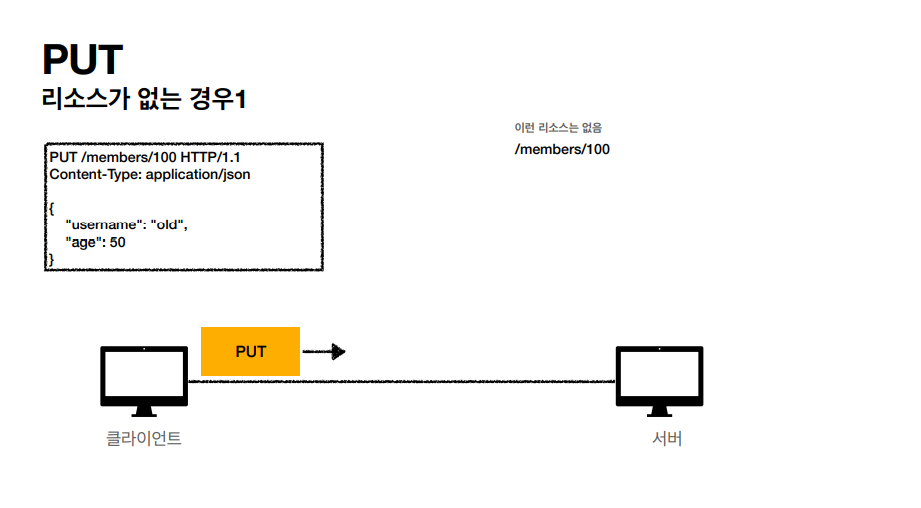 PUT
리소스가 없는 경우1
이런 리소스는 없음
/members/100
PUT /members/100 HTTP/1.1
Content-Type: application/json
{
"username": "old",
"age": 50
}
PUT
클라이언트
서버